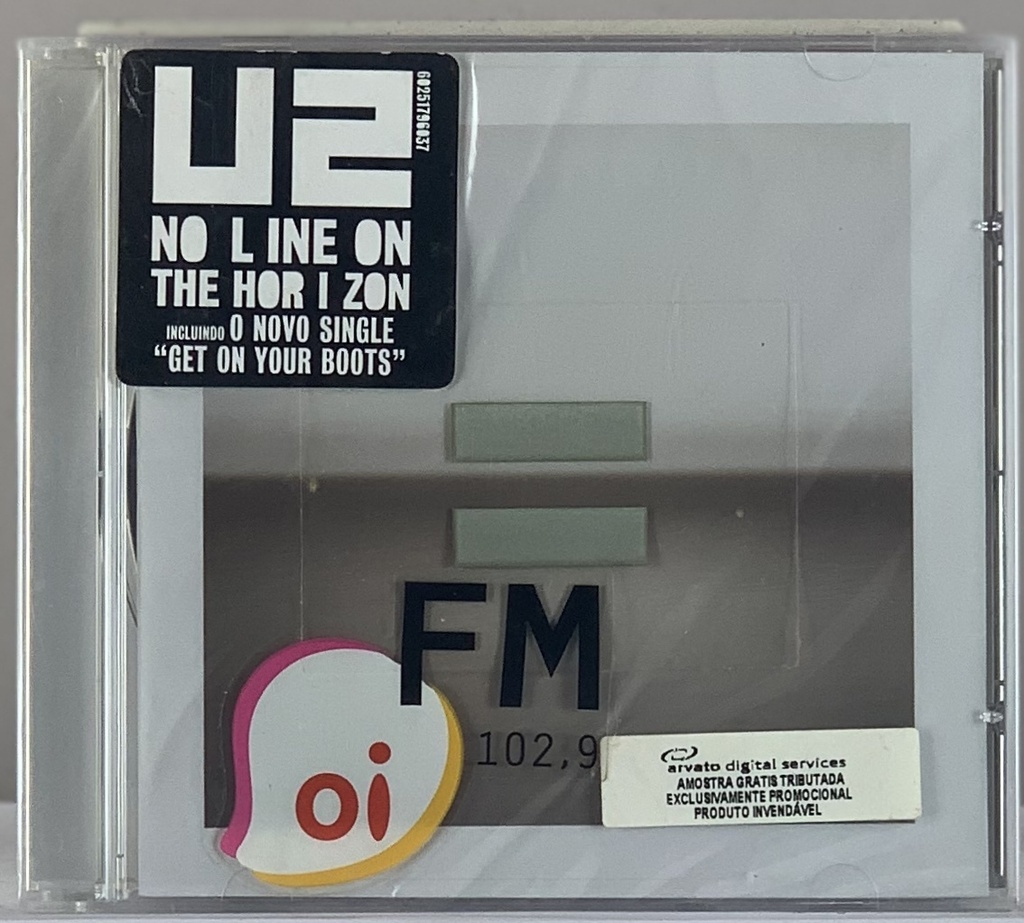 U2
60251796037
NO L INE ON
THE HOR I ZON
INCLUINDO O NOVO SINGLE
“GET ON YOUR BOOTS”
FM
oi
102,9
arvato digital services
AMOSTRA GRATIS TRIBUTADA
EXCLUSIVAMENTE PROMOCIONAL
PRODUTO INVENDÁVEL